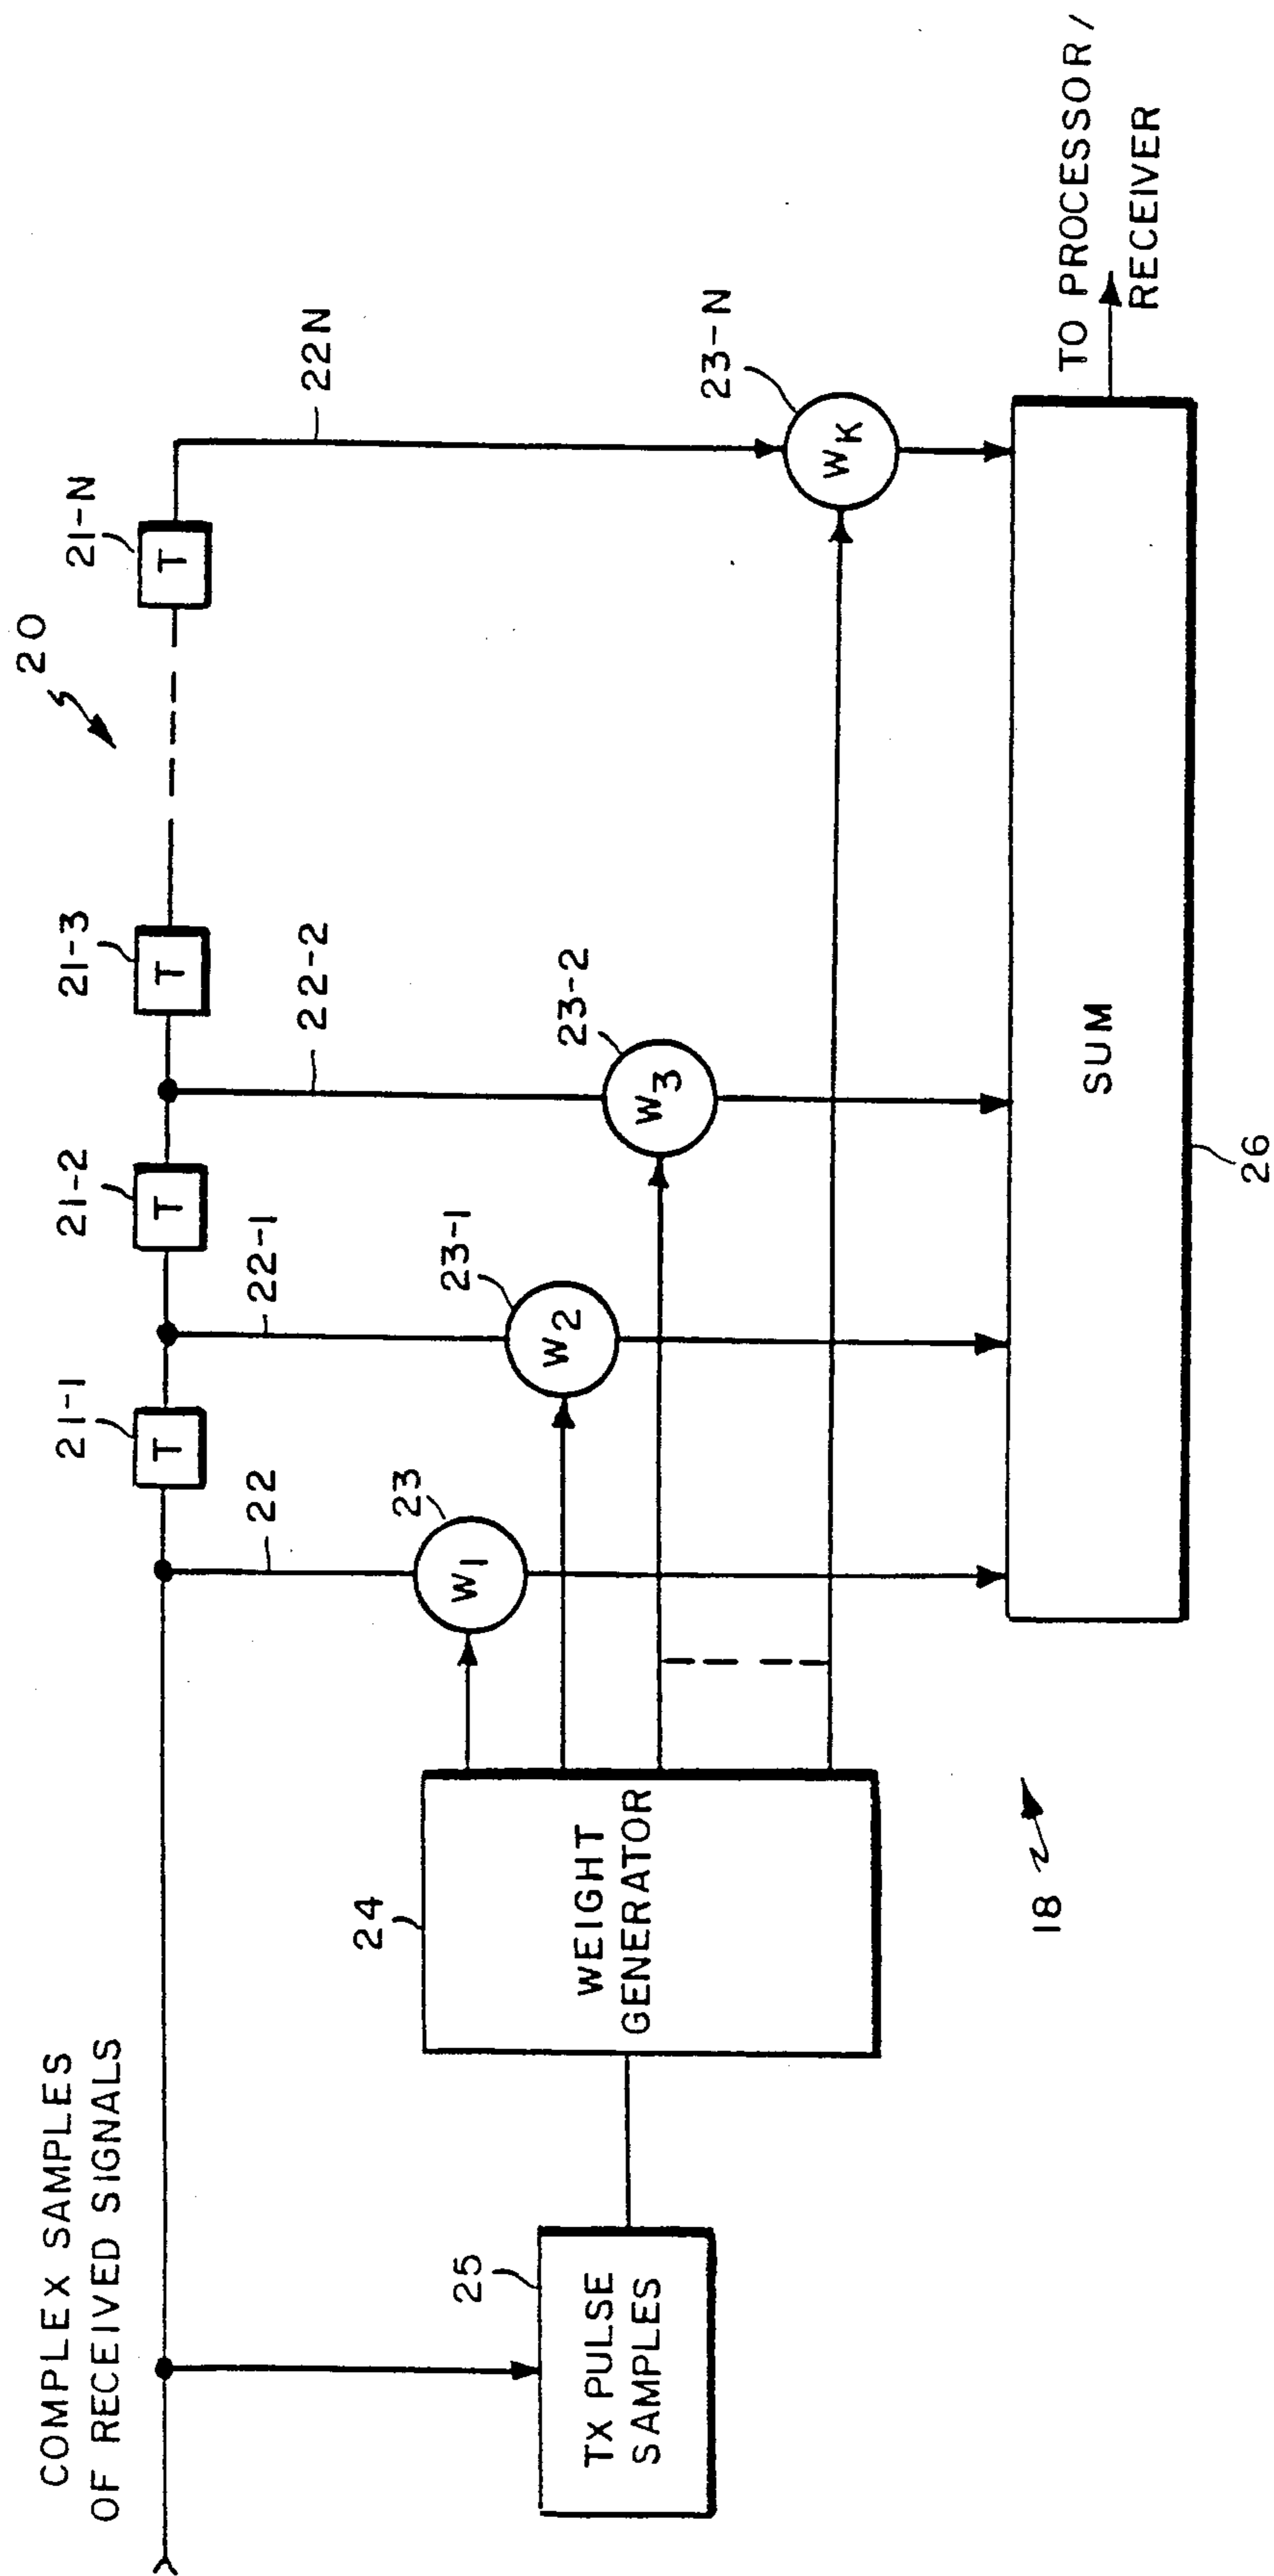 COMPLEX SAMPLES
OF RECEIVED SIGNALS
20
21-1
21-2
21-3
21-N
T
T
T
T
22
22-1
22-2
22N
23
23-1
23-2
23-N
W1
W2
W3
WK
24
WEIGHT
GENERATOR
25
TX PULSE
SAMPLES
SUM
26
18
TO PROCESSOR/
RECEIVER